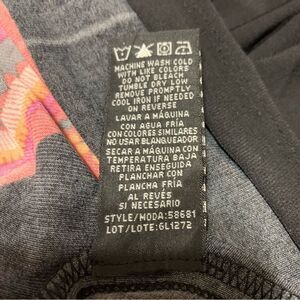 MACHINE WASH COLD
WITH LIKE COLORS
DO NOT BLEACH
TUMBLE DRY LOW
REMOVE PROMPTLY
COOL IRON IF NEEDED
ON REVERSE
LAVAR A MÁQUINA
CON AGUA FRÍA
CON COLORES SIMILARES
NO USAR BLANQUEADOR
SECAR A MÁQUINA CON
TEMPERATURA BAJA
RETIRA ENSEGUIDA
PLANCHAR CON
PLANCHA FRÍA
AL REVÉS
SI NECESARIO
STYLE/MODA:58681
LOT/LOTE:GL1272